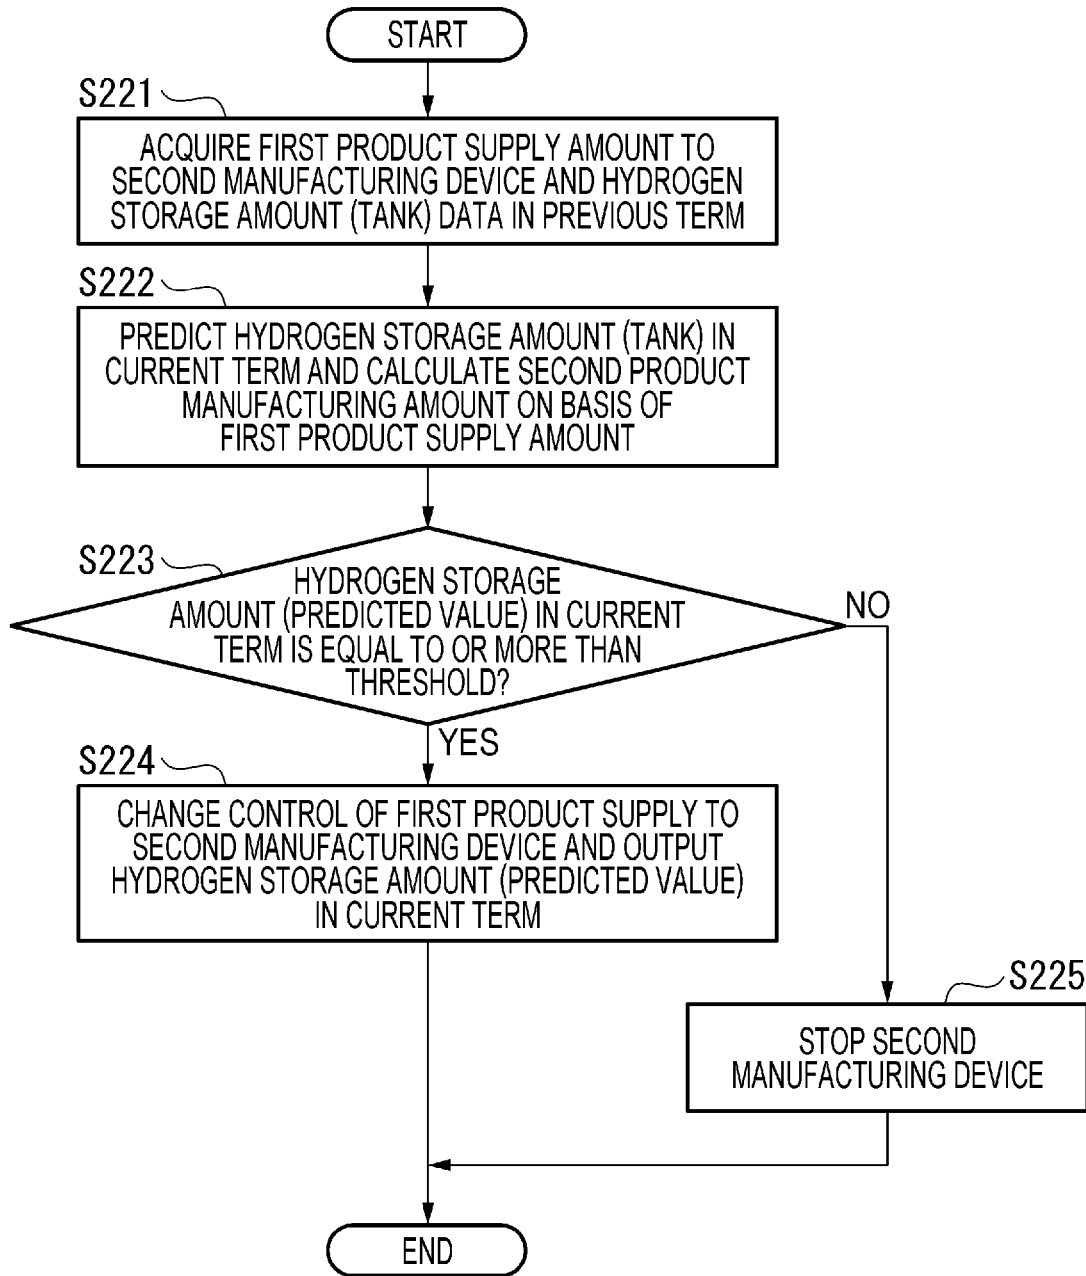 START
S221
ACQUIRE FIRST PRODUCT SUPPLY AMOUNT TO
SECOND MANUFACTURING DEVICE AND HYDROGEN
STORAGE AMOUNT (TANK) DATA IN PREVIOUS TERM
S222
PREDICT HYDROGEN STORAGE AMOUNT (TANK) IN
CURRENT TERM AND CALCULATE SECOND PRODUCT
MANUFACTURING AMOUNT ON BASIS OF
FIRST PRODUCT SUPPLY AMOUNT
S223
HYDROGEN STORAGE
AMOUNT (PREDICTED VALUE) IN CURRENT
TERM IS EQUAL TO OR MORE THAN
THRESHOLD?
NO
YES
S224
CHANGE CONTROL OF FIRST PRODUCT SUPPLY TO
SECOND MANUFACTURING DEVICE AND OUTPUT
HYDROGEN STORAGE AMOUNT (PREDICTED VALUE)
IN CURRENT TERM
S225
STOP SECOND
MANUFACTURING DEVICE
END